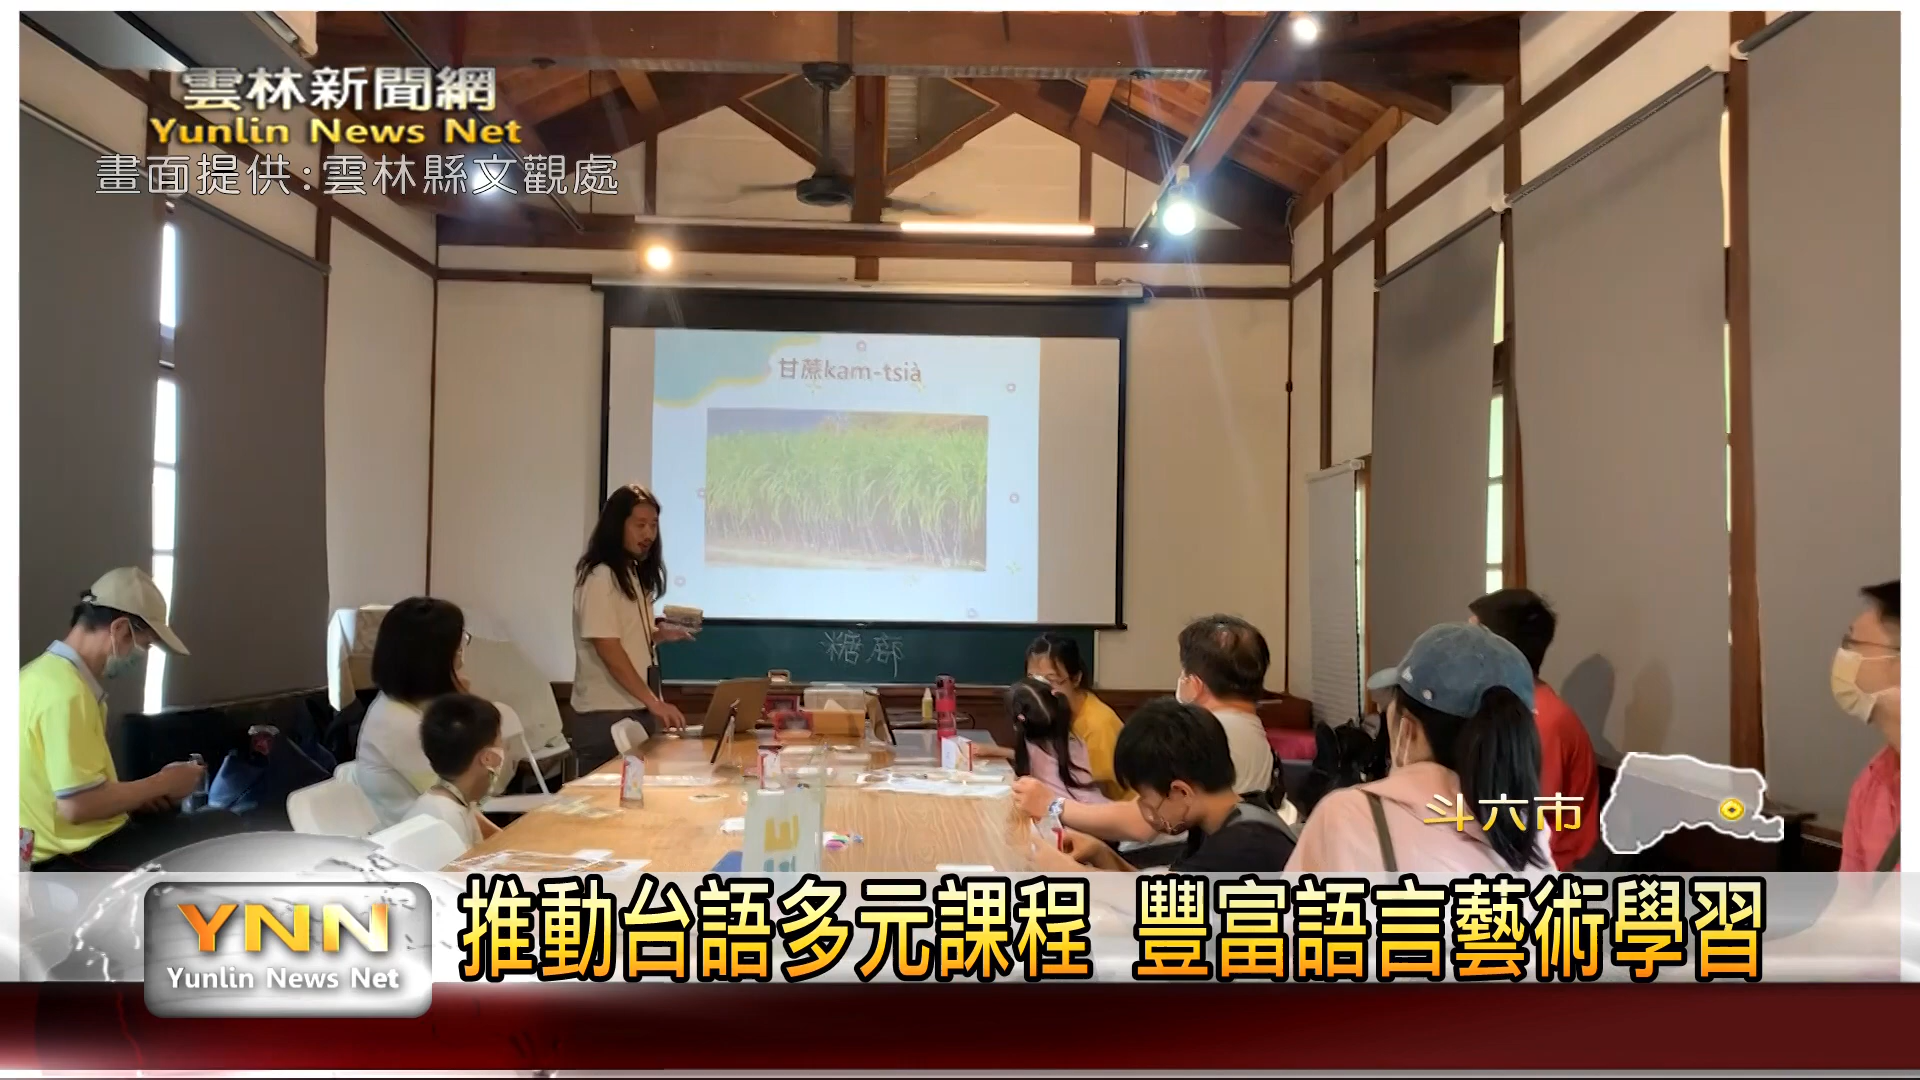 雲林新聞網
Yunlin News Net
畫面提供:雲林縣文觀處
甘蔗kam-tsià
糖廍
斗六市
YNN
Yunlin News Net
推動台語多元課程 豐富語言藝術學習